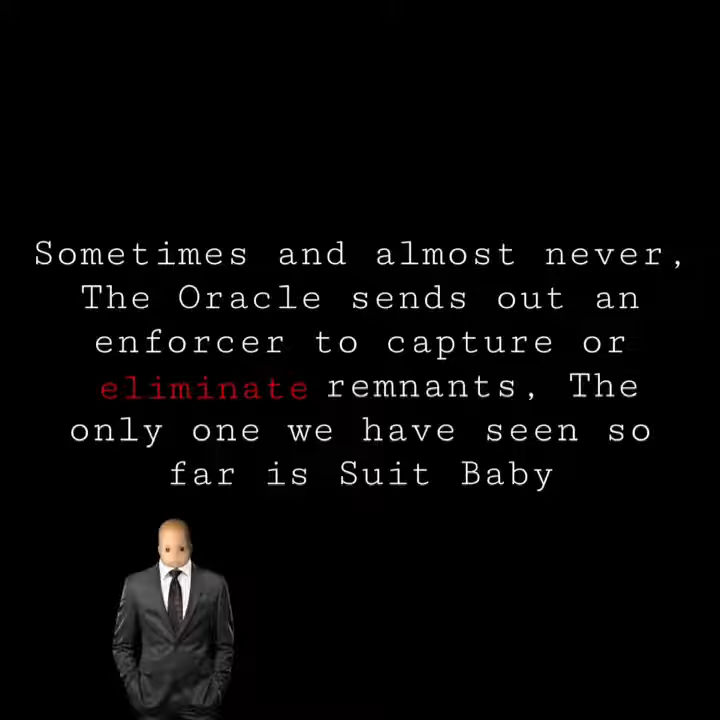 Sometimes and almost never,
The Oracle sends out an
enforcer to capture or
eliminate remnants, The
only one we have seen so
far is Suit Baby